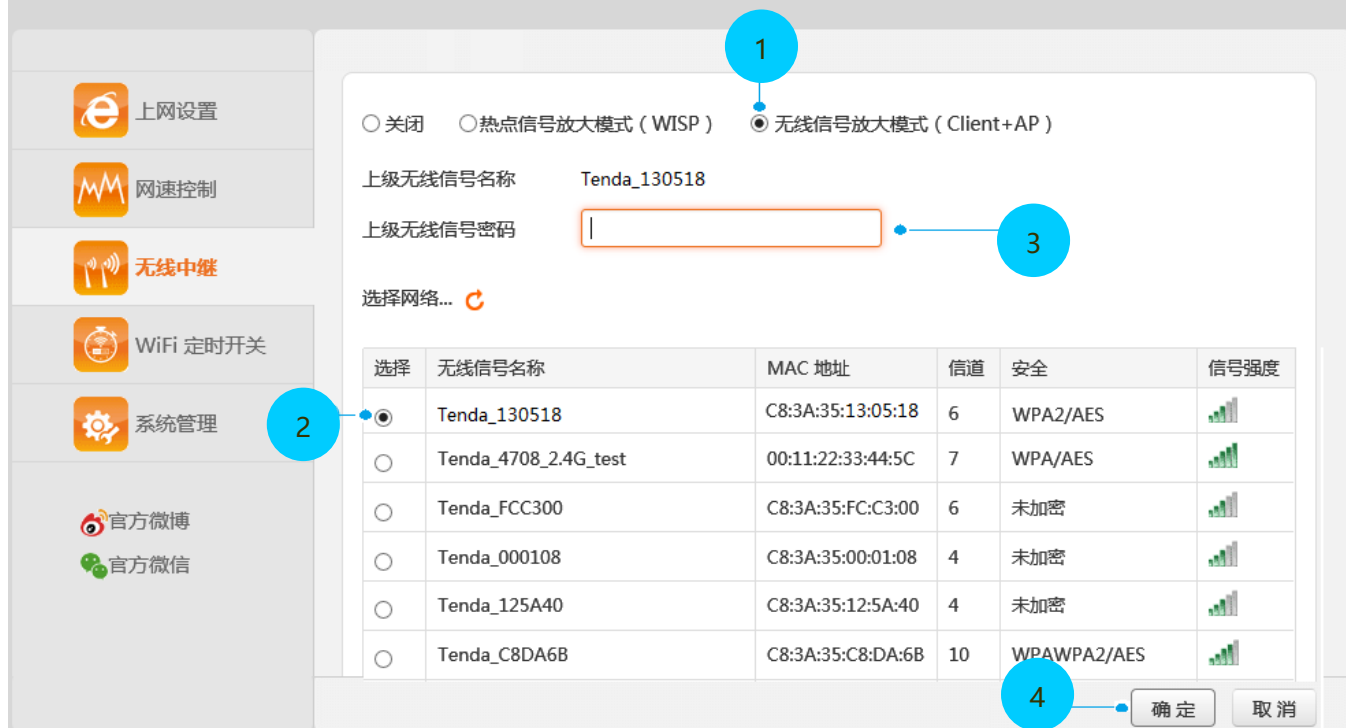 1
上网设置
网速控制
无线中继
WiFi 定时开关
系统管理
官方微博
官方微信
关闭 热点信号放大模式（WISP） 无线信号放大模式（Client+AP）
上级无线信号名称 Tenda_130518
上级无线信号密码
3
选择网络...
选择 无线信号名称 MAC 地址 信道 安全 信号强度
2
Tenda_130518 C8:3A:35:13:05:18 6 WPA2/AES
Tenda_4708_2.4G_test 00:11:22:33:44:5C 7 WPA/AES
Tenda_FCC300 C8:3A:35:FC:C3:00 6 未加密
Tenda_000108 C8:3A:35:00:01:08 4 未加密
Tenda_125A40 C8:3A:35:12:5A:40 4 未加密
Tenda_C8DA6B C8:3A:35:C8:DA:6B 10 WPAWPA2/AES
4
确定 取消